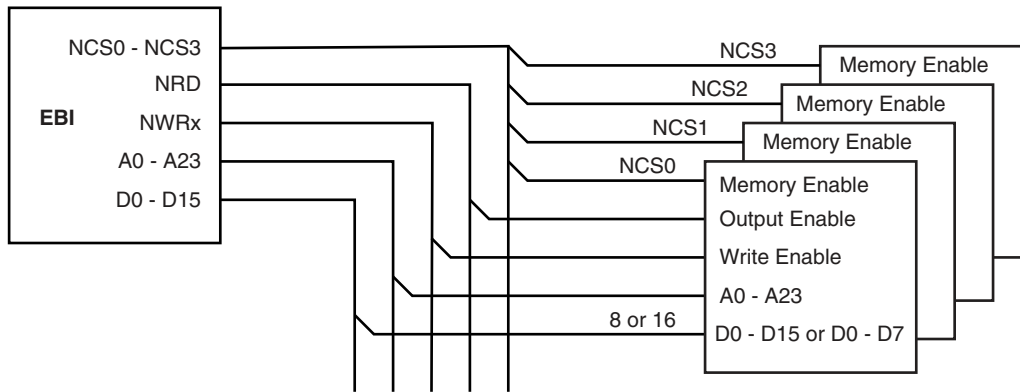 NCS0 - NCS3
NRD
EBI
NWRx
A0 - A23
D0 - D15
NCS3
Memory Enable
NCS2
Memory Enable
NCS1
Memory Enable
NCS0
Memory Enable
Output Enable
Write Enable
A0 - A23
8 or 16
D0 - D15 or D0 - D7